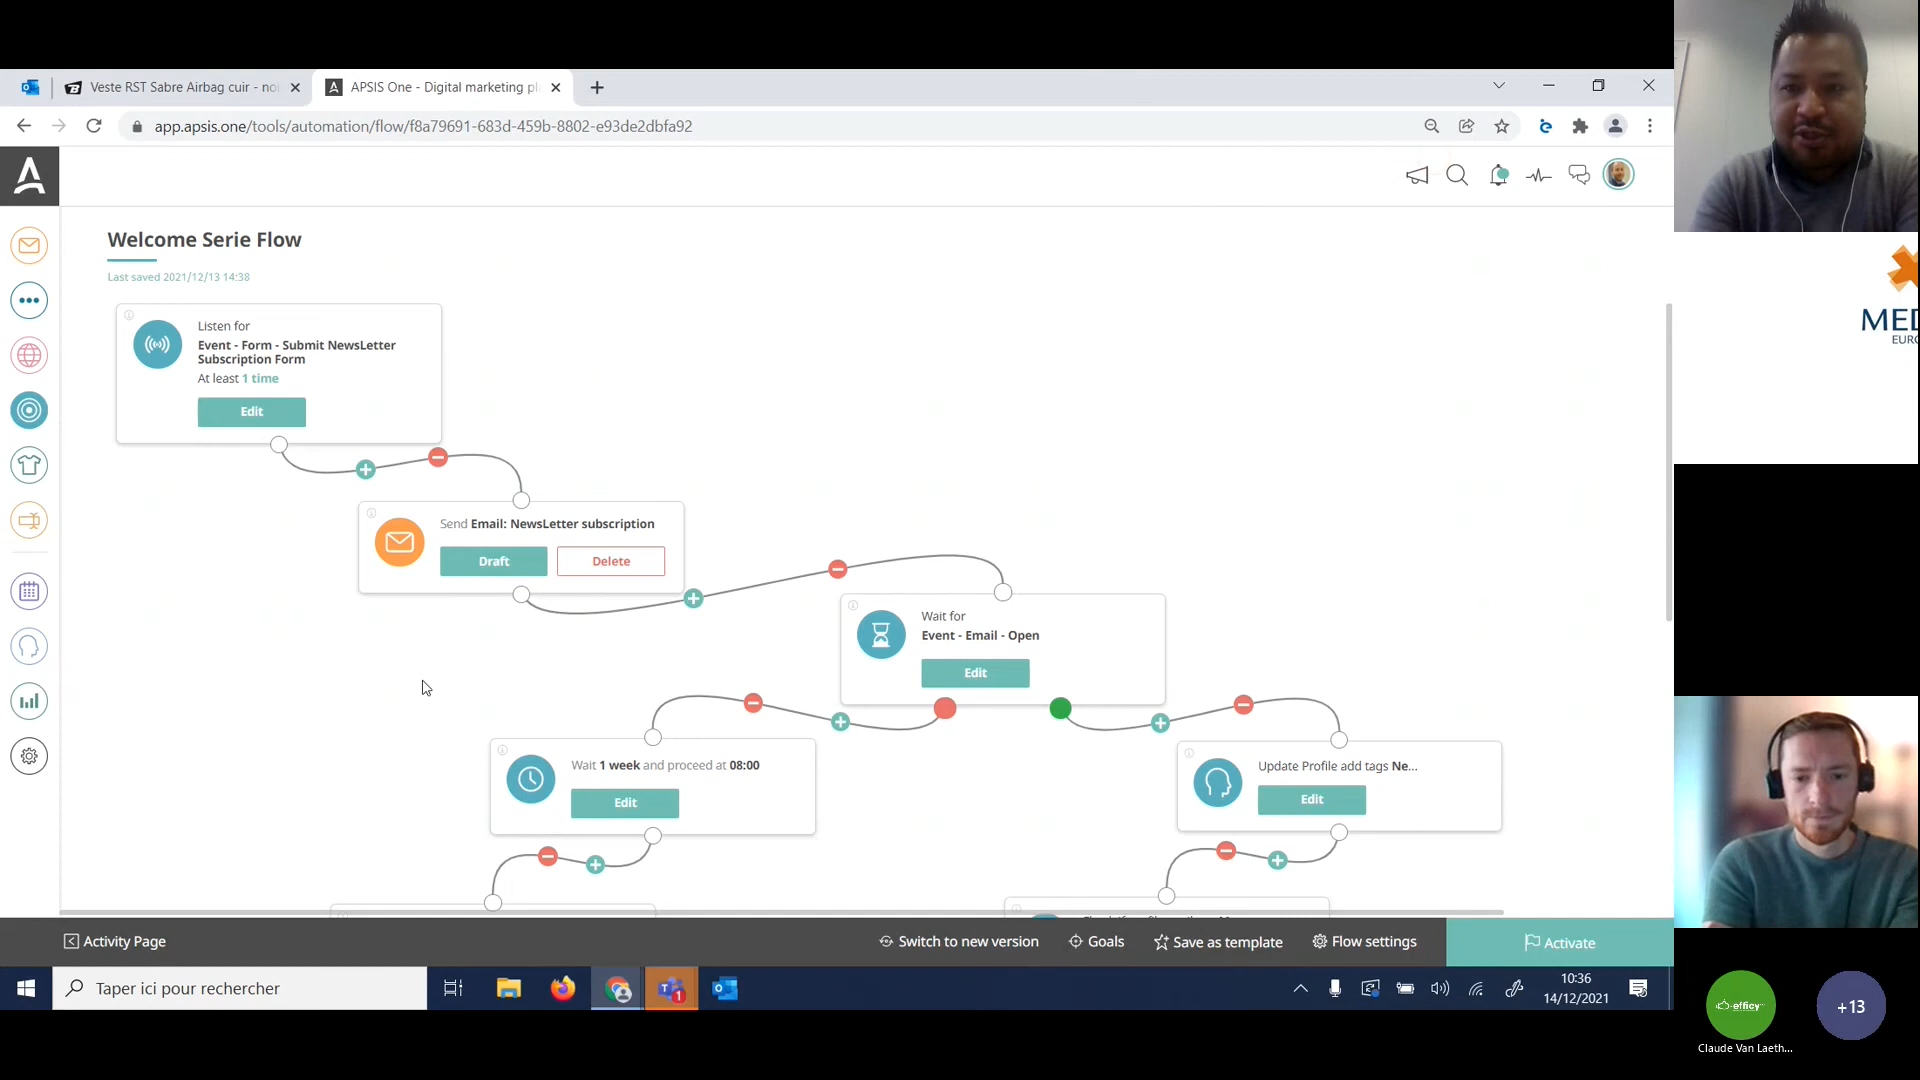 Veste RST Sabre Airbag cuir - noi
APSIS One - Digital marketing pl
app.apsis.one/tools/automation/flow/f8a79691-683d-459b-8802-e93de2dbfa92
Welcome Serie Flow
Last saved 2021/12/13 14:38
Listen for
Event - Form - Submit NewsLetter
Subscription Form
At least 1 time
Edit
Send Email: NewsLetter subscription
Draft
Delete
Wait for
Event - Email - Open
Edit
Wait 1 week and proceed at 08:00
Edit
Update Profile add tags Ne...
Edit
Activity Page
Switch to new version
Goals
Save as template
Flow settings
Activate
Taper ici pour rechercher
1
10:36
14/12/2021
MED
EURO
efficy
Claude Van Laeth...
+13